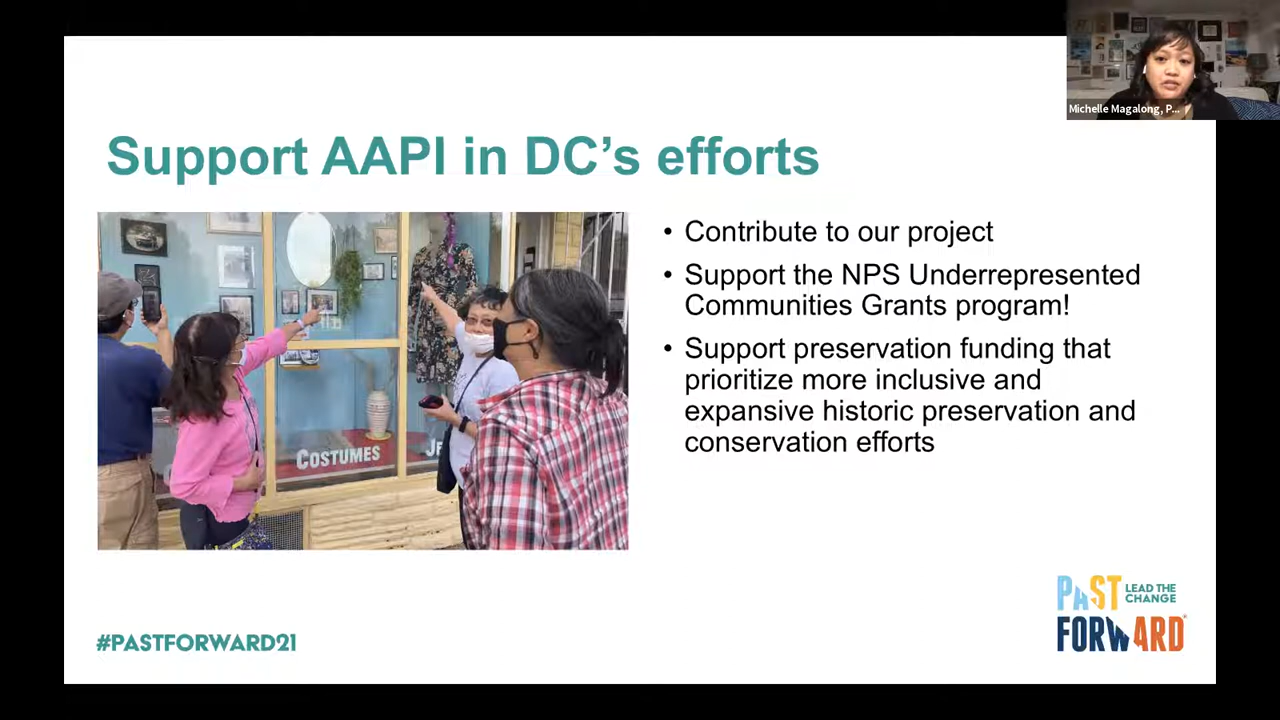 Michelle Magalong, P...
Support AAPI in DC’s efforts
• Contribute to our project
• Support the NPS Underrepresented
Communities Grants program!
• Support preservation funding that
prioritize more inclusive and
expansive historic preservation and
conservation efforts
COSTUMES
JE
#PASTFORWARD21
PAST LEAD THE
CHANGE
FORWARD